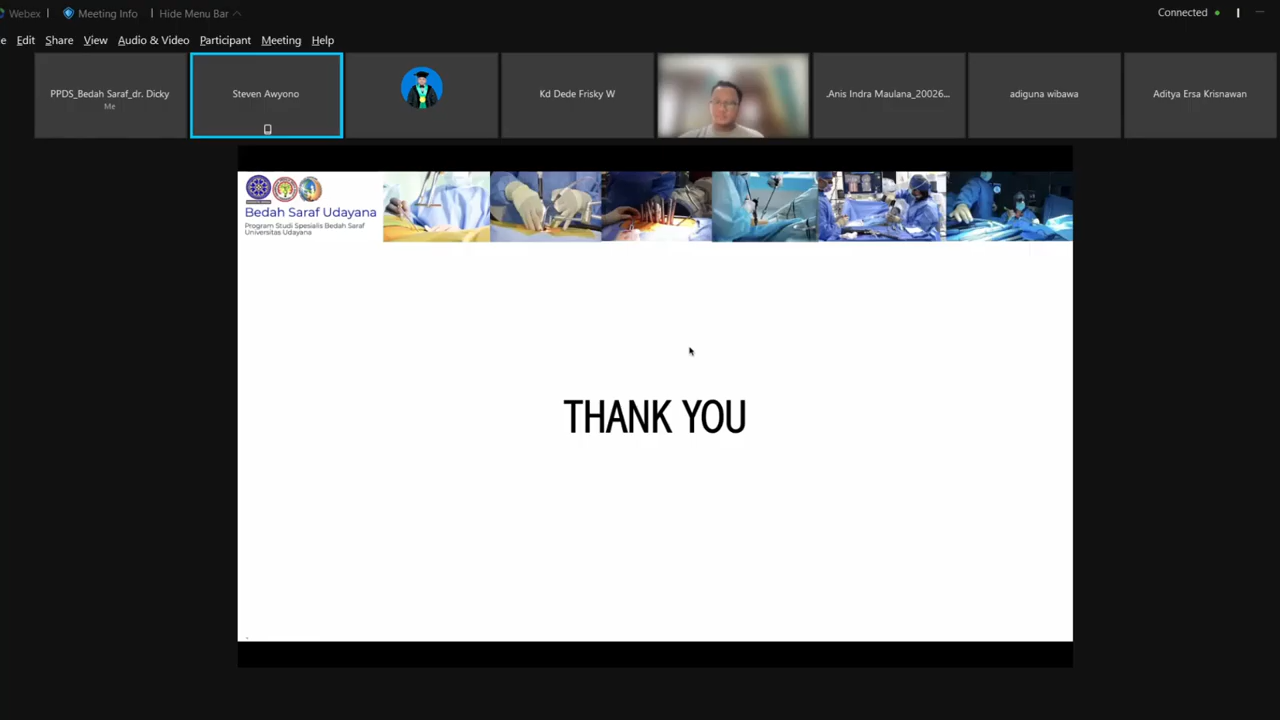 Webex
Meeting Info
Hide Menu Bar
Connected
e Edit Share View Audio & Video Participant Meeting Help
PPDS_Bedah Saraf_dr. Dicky
Me
Steven Awyono
Kd Dede Frisky W
.Anis Indra Maulana_20026...
adiguna wibawa
Aditya Ersa Krisnawan
Bedah Saraf Udayana
Program Studi Spesialis Bedah Saraf
Universitas Udayana
THANK YOU